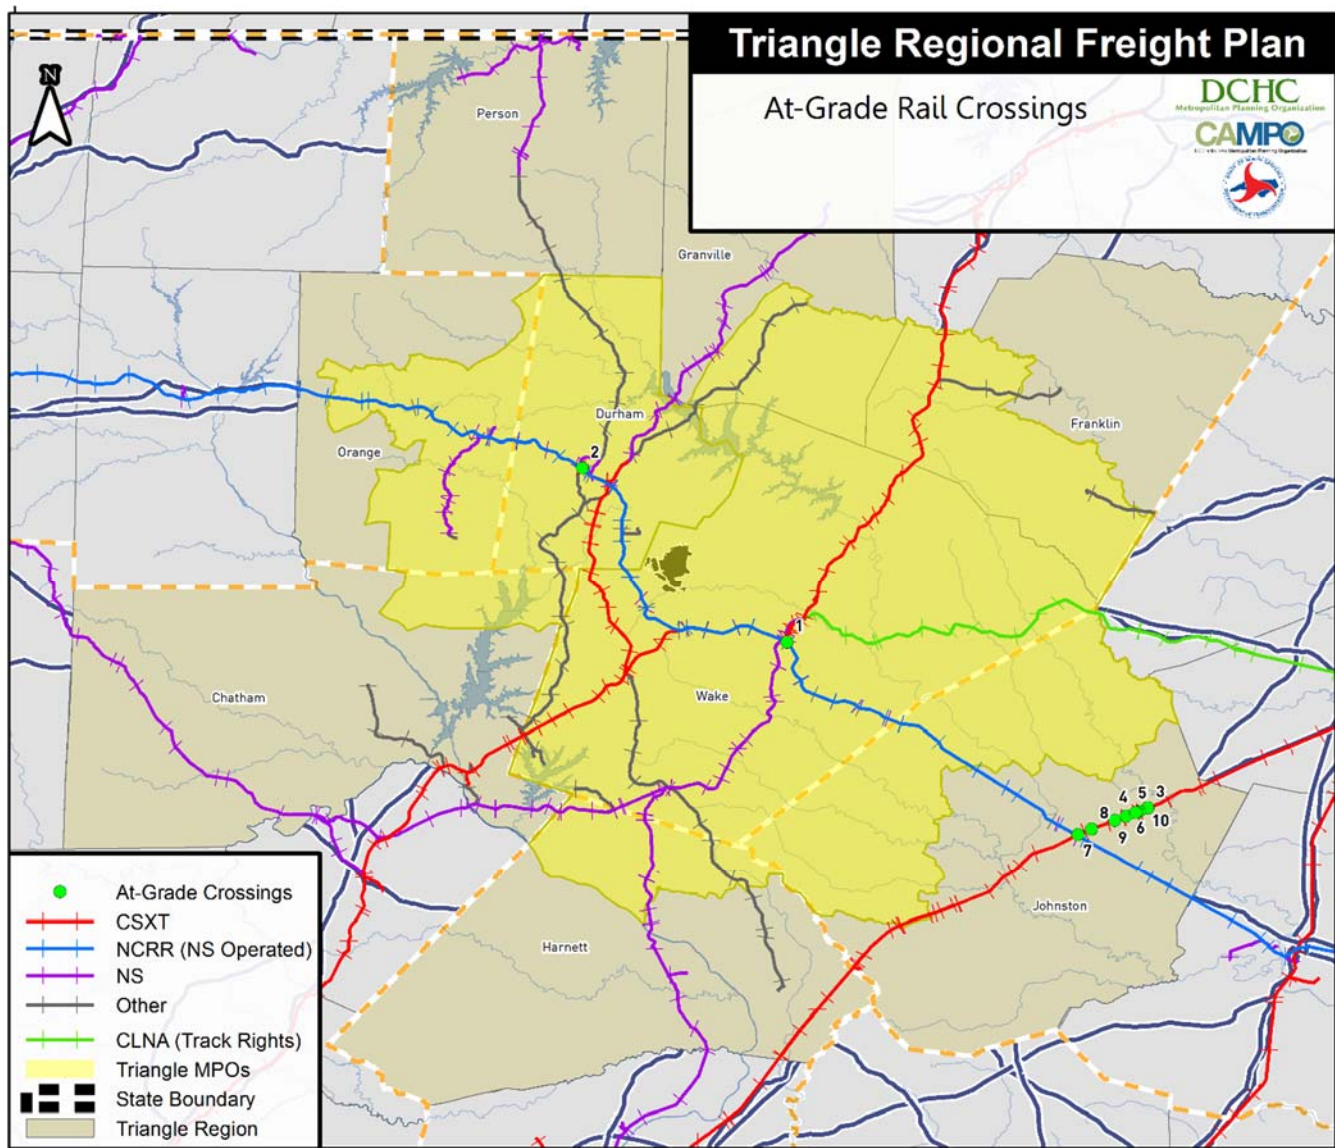 Triangle Regional Freight Plan
At-Grade Rail Crossings
DCHC
Metropolitan Planning Organization
CAMPO
N
Person
Granville
Franklin
Durham
Orange
2
1
Chatham
Wake
3
5
4
8
10
6
9
7
Johnston
Harnett
At-Grade Crossings
CSXT
NCRR (NS Operated)
NS
Other
CLNA (Track Rights)
Triangle MPOs
State Boundary
Triangle Region